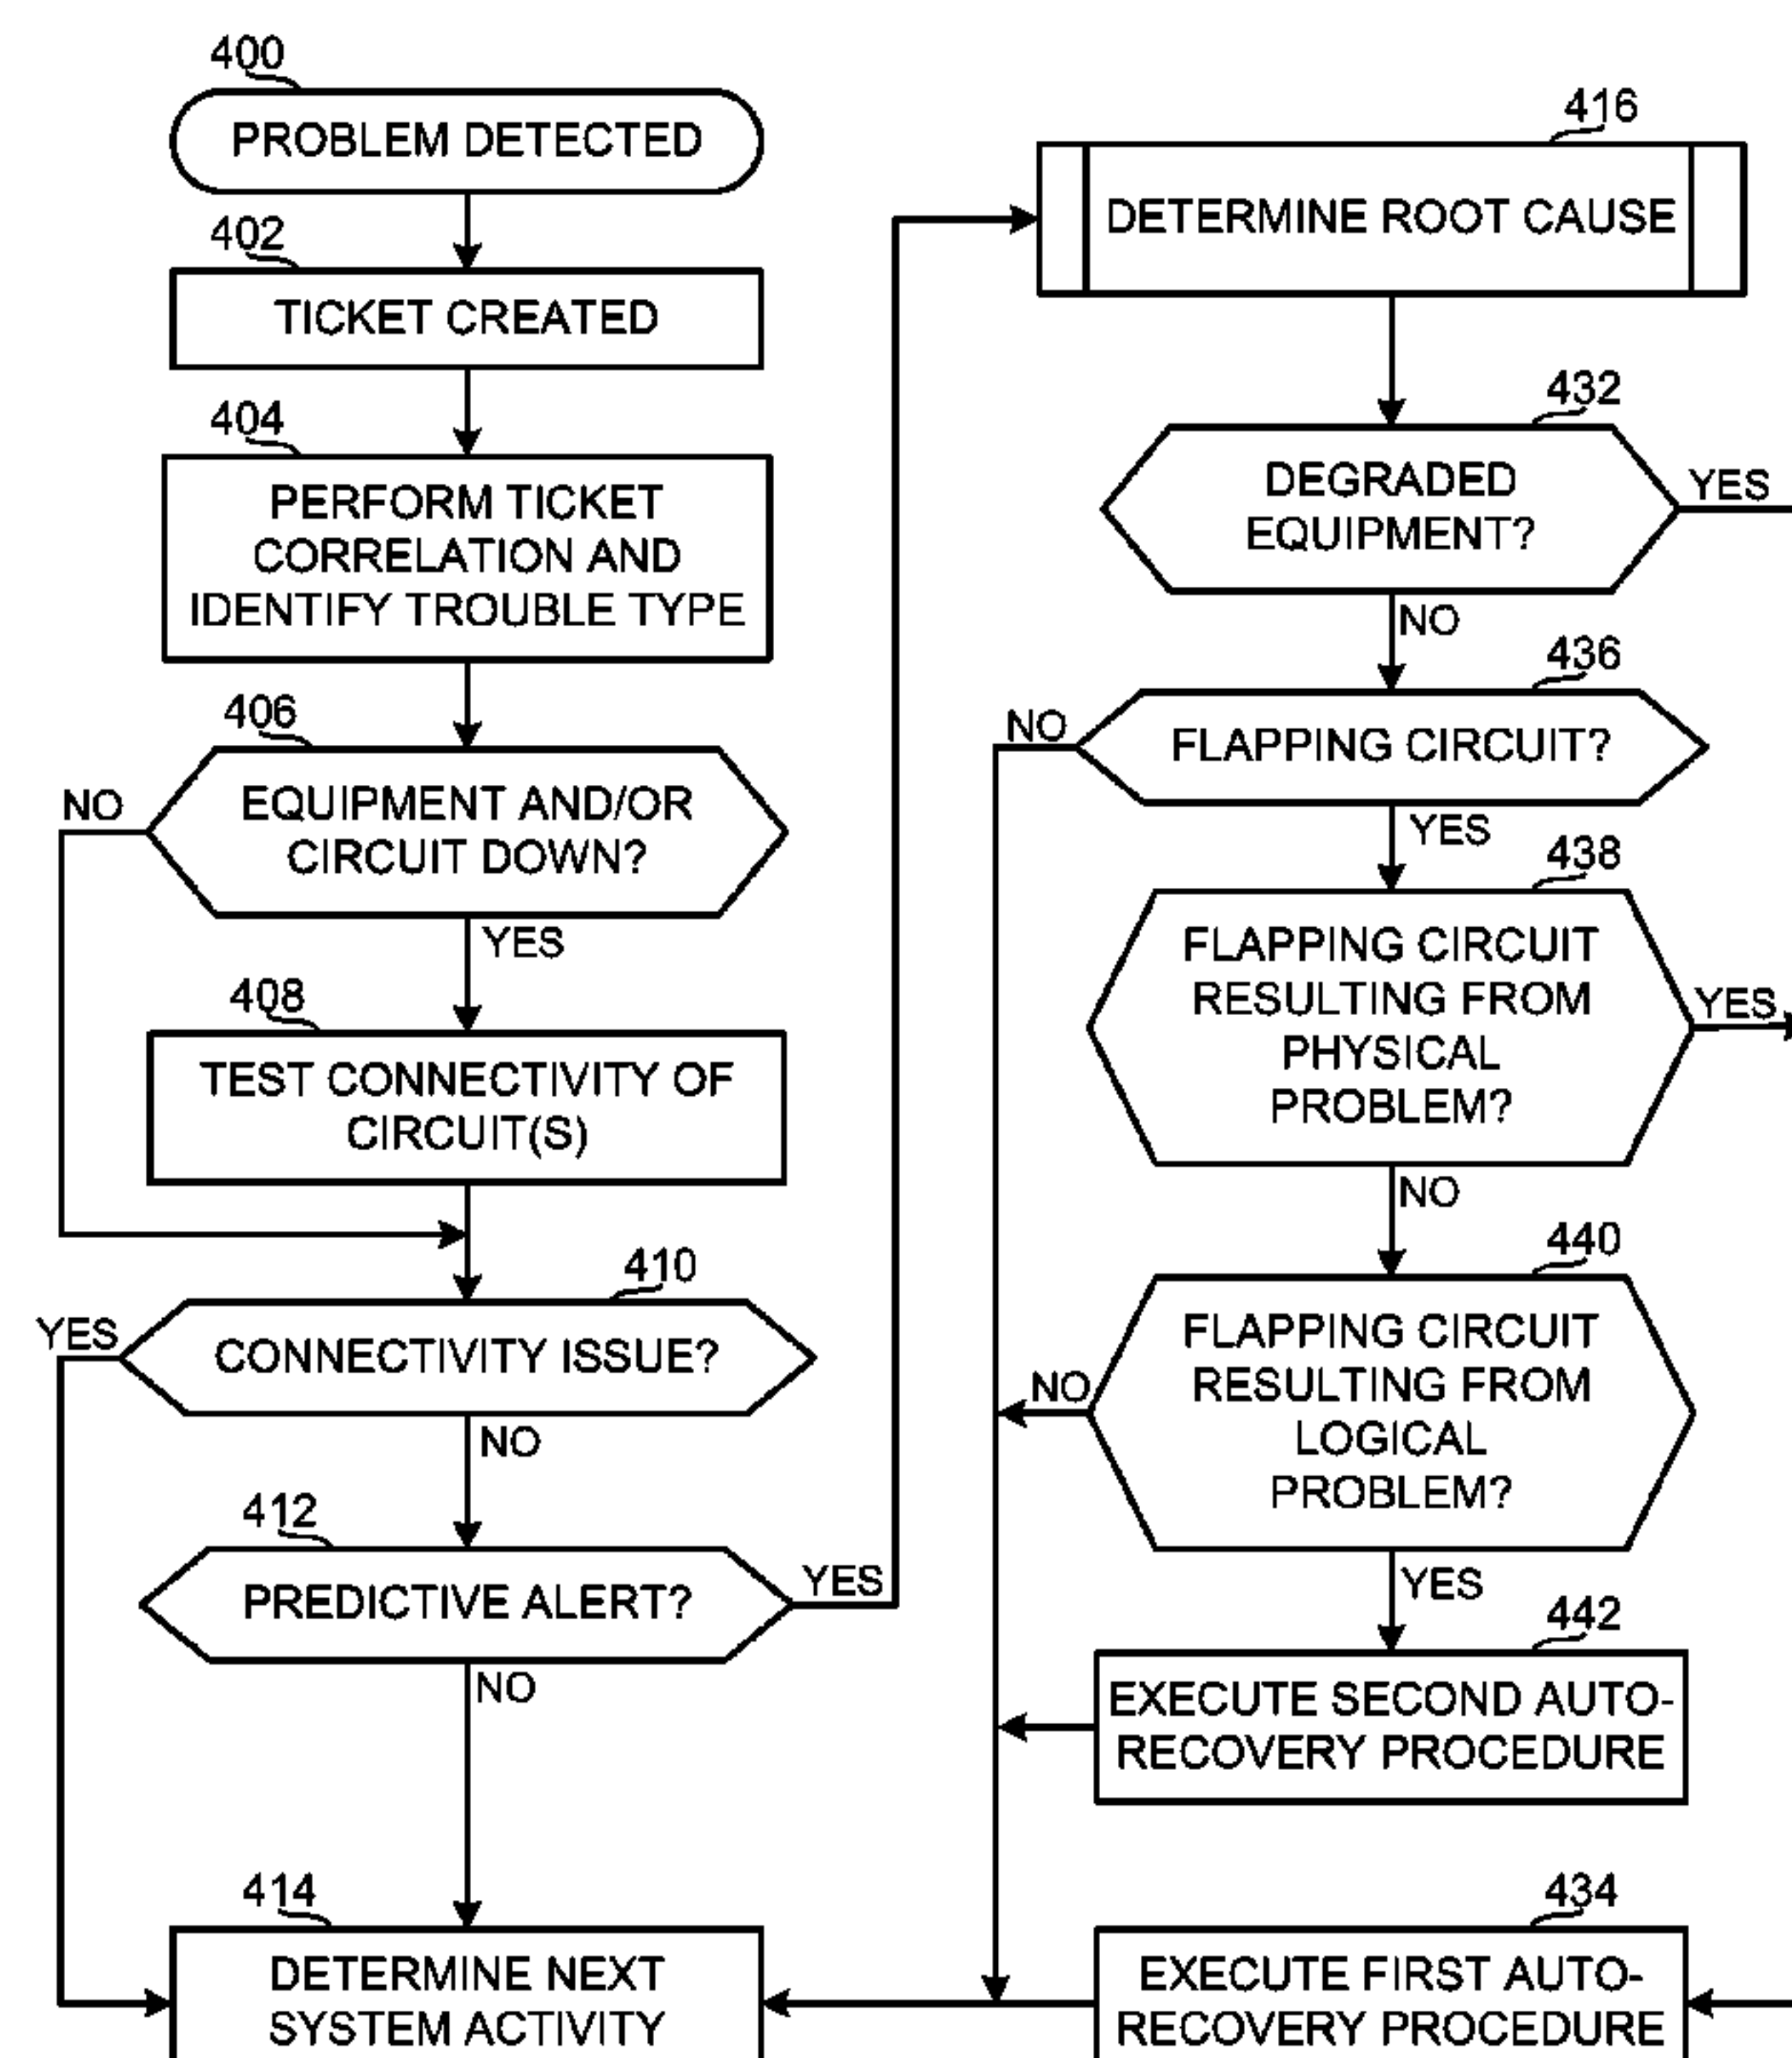 400
PROBLEM DETECTED
402
TICKET CREATED
404
PERFORM TICKET
CORRELATION AND
IDENTIFY TROUBLE TYPE
406
NO
EQUIPMENT AND/OR
CIRCUIT DOWN?
YES
408
TEST CONNECTIVITY OF
CIRCUIT(S)
410
YES
CONNECTIVITY ISSUE?
NO
412
PREDICTIVE ALERT?
YES
NO
414
DETERMINE NEXT
SYSTEM ACTIVITY
416
DETERMINE ROOT CAUSE
432
DEGRADED
EQUIPMENT?
YES
NO
436
NO
FLAPPING CIRCUIT?
YES
438
FLAPPING CIRCUIT
RESULTING FROM
PHYSICAL
PROBLEM?
YES
NO
440
FLAPPING CIRCUIT
RESULTING FROM
LOGICAL
PROBLEM?
NO
YES
442
EXECUTE SECOND AUTO-
RECOVERY PROCEDURE
434
EXECUTE FIRST AUTO-
RECOVERY PROCEDURE